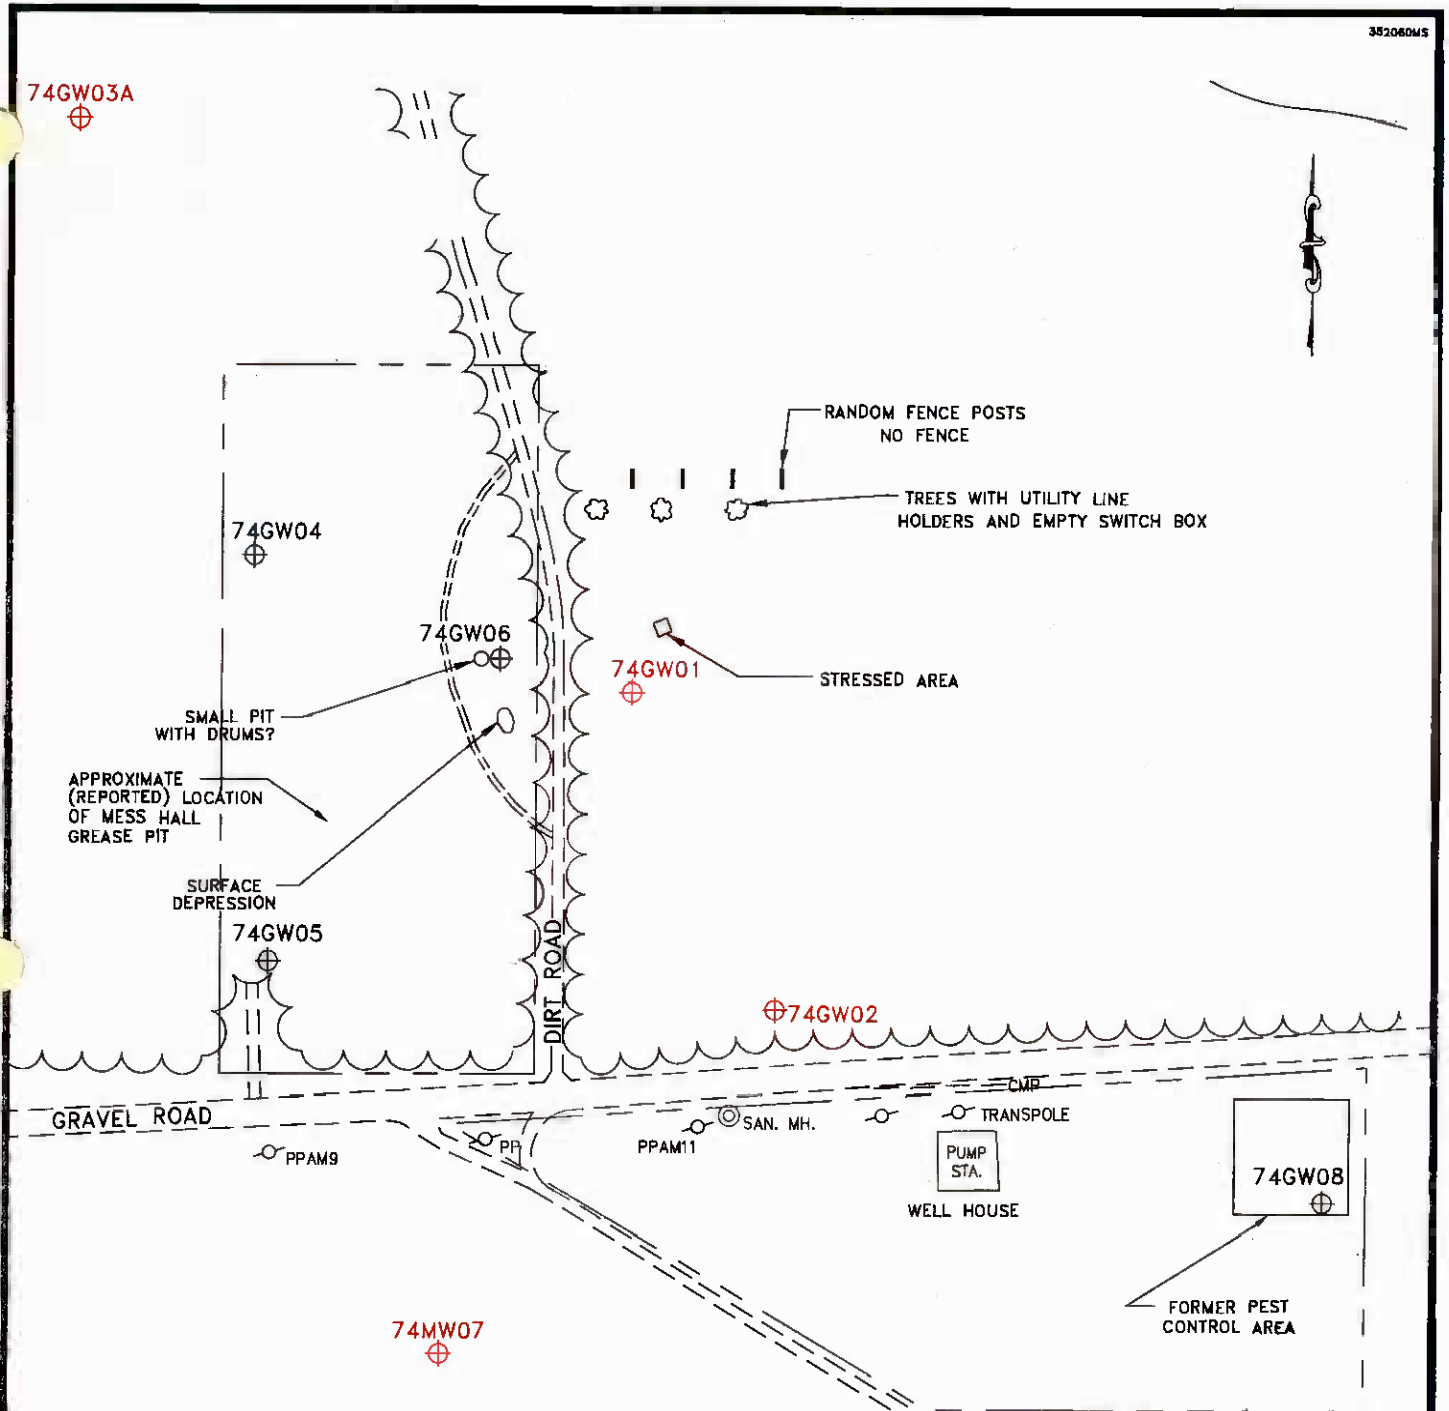 352060MS
74GW03A
RANDOM FENCE POSTS
NO FENCE
TREES WITH UTILITY LINE
HOLDERS AND EMPTY SWITCH BOX
74GW04
74GW06
74GW01
STRESSED AREA
SMALL PIT
WITH DRUMS?
APPROXIMATE
(REPORTED) LOCATION
OF MESS HALL
GREASE PIT
SURFACE
DEPRESSION
74GW05
DIRT ROAD
74GW02
CMP
GRAVEL ROAD
TRANSPOLE
SAN. MH.
PP
PPAM11
PPAM9
PUMP
STA.
WELL HOUSE
74GW08
FORMER PEST
CONTROL AREA
74MW07